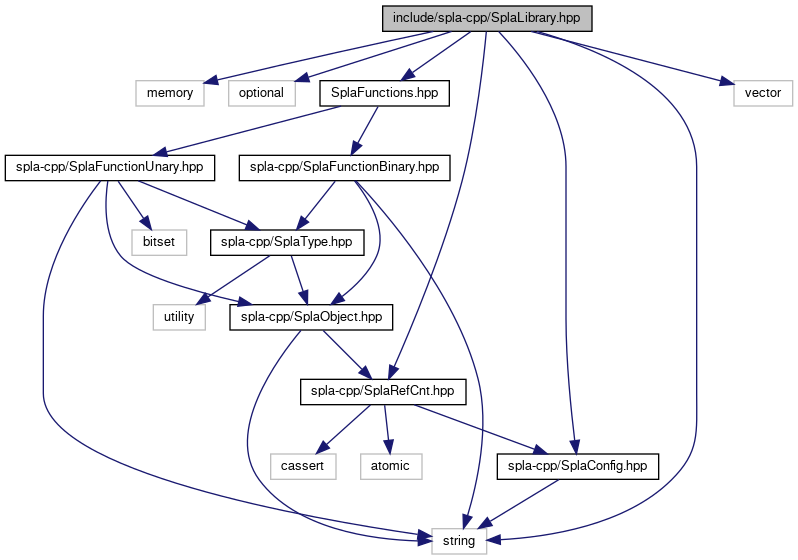 include/spla-cpp/SplaLibrary.hpp
memory
optional
SplaFunctions.hpp
vector
spla-cpp/SplaFunctionUnary.hpp
spla-cpp/SplaFunctionBinary.hpp
bitset
spla-cpp/SplaType.hpp
utility
spla-cpp/SplaObject.hpp
spla-cpp/SplaRefCnt.hpp
cassert
atomic
spla-cpp/SplaConfig.hpp
string